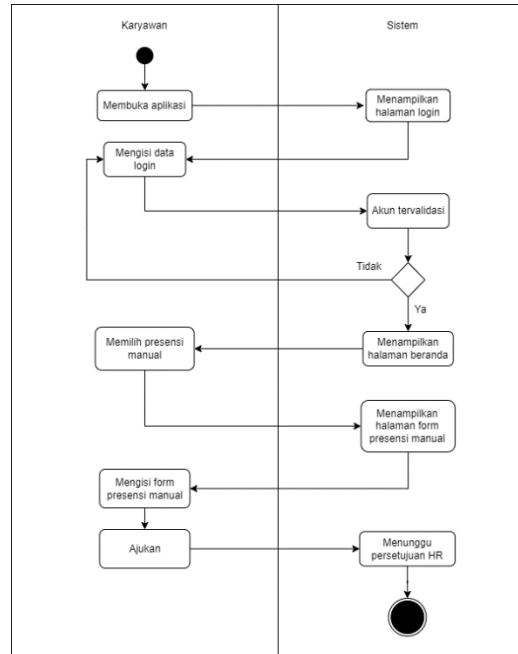 Karyawan
Sistem
Membuka aplikasi
Menampilkan
halaman login
Mengisi data
login
Akun tervalidasi
Tidak
Ya
Menampilkan
halaman beranda
Memilih presensi
manual
Menampilkan
halaman form
presensi manual
Mengisi form
presensi manual
Ajukan
Menunggu
persetujuan HR